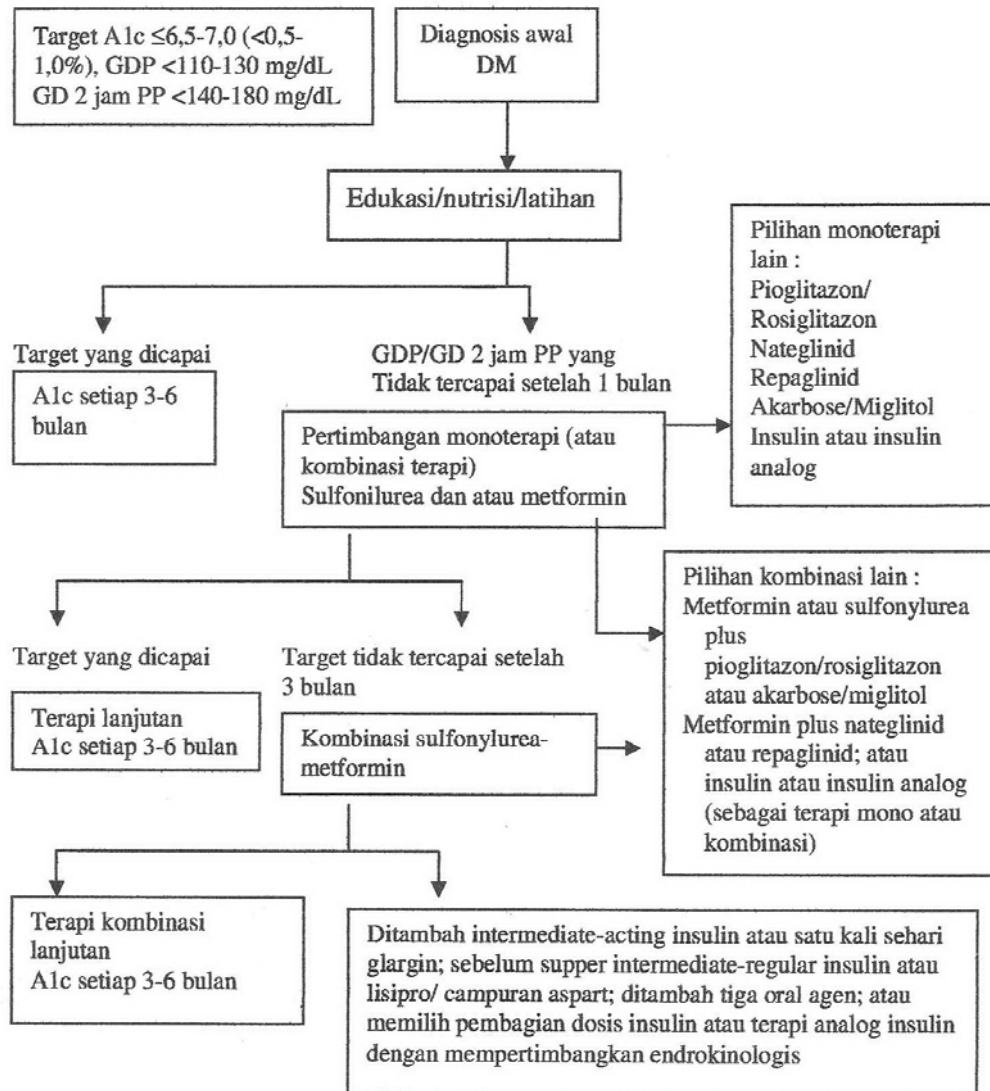 Target A1c ≤6,5-7,0 (<0,5-
1,0%), GDP <110-130 mg/dL
GD 2 jam PP <140-180 mg/dL
Diagnosis awal
DM
Edukasi/nutrisi/latihan
Pilihan monoterapi
lain :
Pioglitazon/
Rosiglitazon
Nateglinid
Repaglinid
Akarbose/Miglitol
Insulin atau insulin
analog
Target yang dicapai
A1c setiap 3-6
bulan
GDP/GD 2 jam PP yang
Tidak tercapai setelah 1 bulan
Pertimbangan monoterapi (atau
kombinasi terapi)
Sulfonilurea dan atau metformin
Pilihan kombinasi lain :
Metformin atau sulfonylurea
plus
pioglitazon/rosiglitazon
atau akarbose/miglitol
Metformin plus nateglinid
atau repaglinid; atau
insulin atau insulin analog
(sebagai terapi mono atau
kombinasi)
Target yang dicapai
Terapi lanjutan
A1c setiap 3-6 bulan
Target tidak tercapai setelah
3 bulan
Kombinasi sulfonylurea-
metformin
Terapi kombinasi
lanjutan
A1c setiap 3-6 bulan
Ditambah intermediate-acting insulin atau satu kali sehari
glargin; sebelum supper intermediate-regular insulin atau
lisipro/ campuran aspart; ditambah tiga oral agen; atau
memilih pembagian dosis insulin atau terapi analog insulin
dengan mempertimbangkan endrokinologis